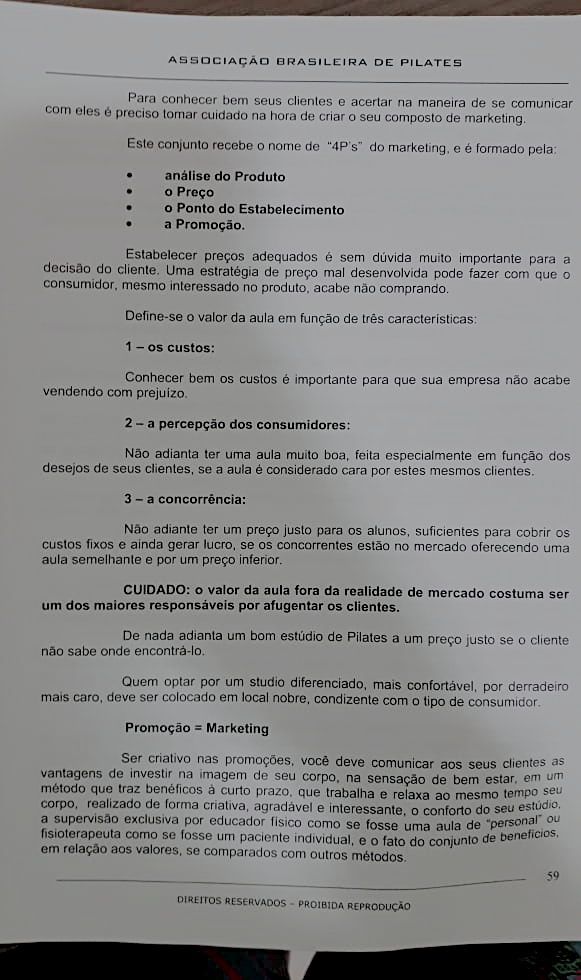 ASSOCIAÇÃO BRASILEIRA DE PILATES
Para conhecer bem seus clientes e acertar na maneira de se comunicar
com eles é preciso tomar cuidado na hora de criar o seu composto de marketing.
Este conjunto recebe o nome de "4P's" do marketing, e é formado pela:
• análise do Produto
• o Preço
• o Ponto do Estabelecimento
• a Promoção.
Estabelecer preços adequados é sem dúvida muito importante para a
decisão do cliente. Uma estratégia de preço mal desenvolvida pode fazer com que o
consumidor, mesmo interessado no produto, acabe não comprando.
Define-se o valor da aula em função de três características:
1 – os custos:
Conhecer bem os custos é importante para que sua empresa não acabe
vendendo com prejuízo.
2 – a percepção dos consumidores:
Não adianta ter uma aula muito boa, feita especialmente em função dos
desejos de seus clientes, se a aula é considerado cara por estes mesmos clientes.
3 – a concorrência:
Não adiante ter um preço justo para os alunos, suficientes para cobrir os
custos fixos e ainda gerar lucro, se os concorrentes estão no mercado oferecendo uma
aula semelhante e por um preço inferior.
CUIDADO: o valor da aula fora da realidade de mercado costuma ser
um dos maiores responsáveis por afugentar os clientes.
De nada adianta um bom estúdio de Pilates a um preço justo se o cliente
não sabe onde encontrá-lo.
Quem optar por um studio diferenciado, mais confortável, por derradeiro
mais caro, deve ser colocado em local nobre, condizente com o tipo de consumidor.
Promoção = Marketing
Ser criativo nas promoções, você deve comunicar aos seus clientes as
vantagens de investir na imagem de seu corpo, na sensação de bem estar, em um
método que traz benéficos à curto prazo, que trabalha e relaxa ao mesmo tempo seu
corpo, realizado de forma criativa, agradável e interessante, o conforto do seu estúdio,
a supervisão exclusiva por educador físico como se fosse uma aula de "personal" ou
fisioterapeuta como se fosse um paciente individual, e o fato do conjunto de benefícios,
em relação aos valores, se comparados com outros métodos.
59
DIREITOS RESERVADOS – PROIBIDA REPRODUÇÃO